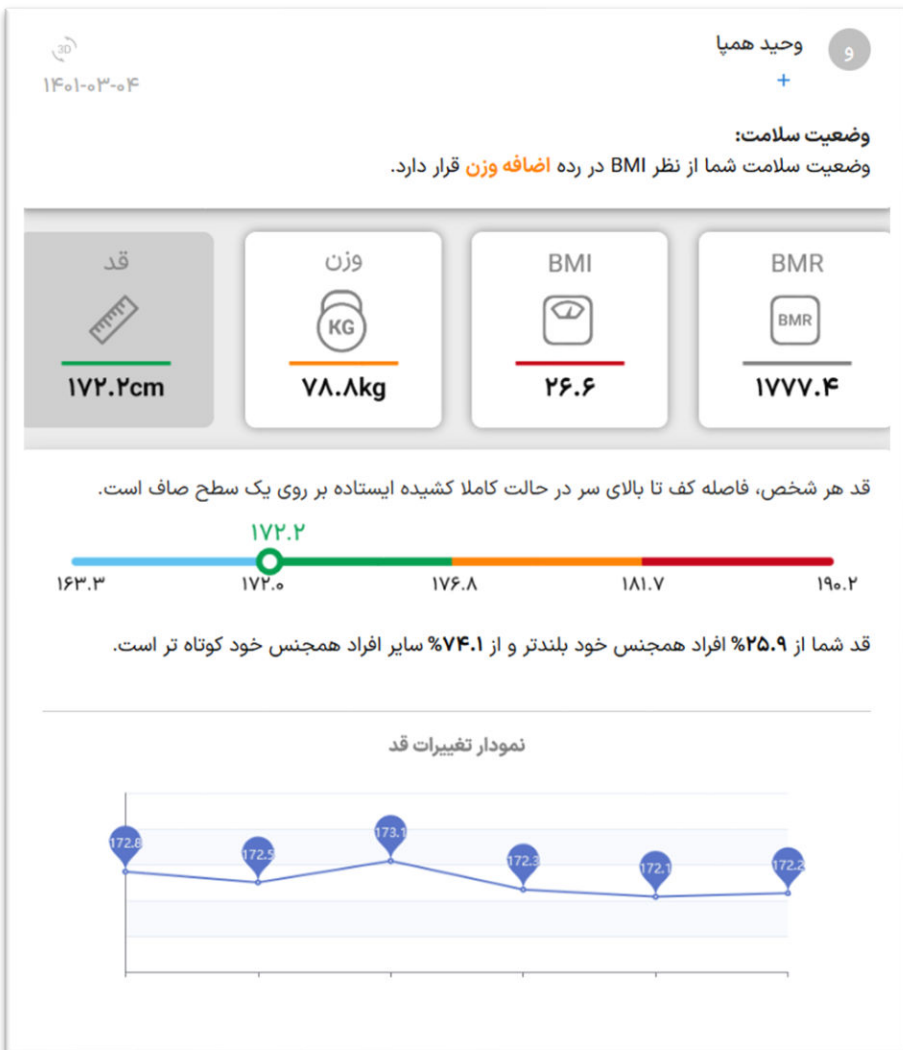 و
وحید همپا
+
3D
۱۴۰۱-۰۳-۰۴
وضعیت سلامت:
وضعیت سلامت شما از نظر BMI در رده اضافه وزن قرار دارد.
BMR
BMR
۱۷۷۷.۴
BMI
۲۶.۶
وزن
KG
۷۸.۸kg
قد
۱۷۲.۲cm
قد هر شخص، فاصله کف تا بالای سر در حالت کاملا کشیده ایستاده بر روی یک سطح صاف است.
۱۷۲.۲
۱۶۳.۳ ۱۷۲.۰ ۱۷۶.۸ ۱۸۱.۷ ۱۹۰.۲
قد شما از ۲۵.۹% افراد همجنس خود بلندتر و از ۷۴.۱% سایر افراد همجنس خود کوتاه تر است.
نمودار تغییرات قد
172.8 172.5 173.1 172.3 172.1 172.2